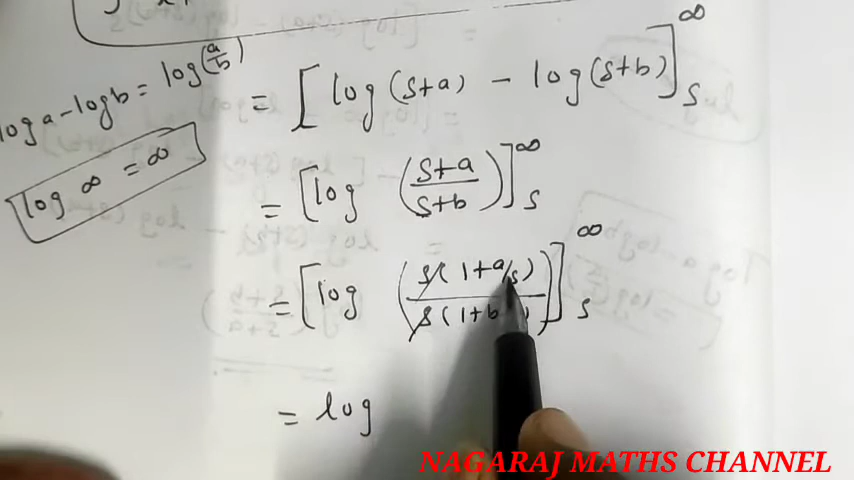 log a - log b = log(a/b)
= [log (s+a) - log (s+b)]_s^∞
log ∞ = ∞
= [log (s+a / s+b)]_s^∞
= [log (s(1+a/s) / s(1+b )]_s^∞
= log
NAGARAJ MATHS CHANNEL